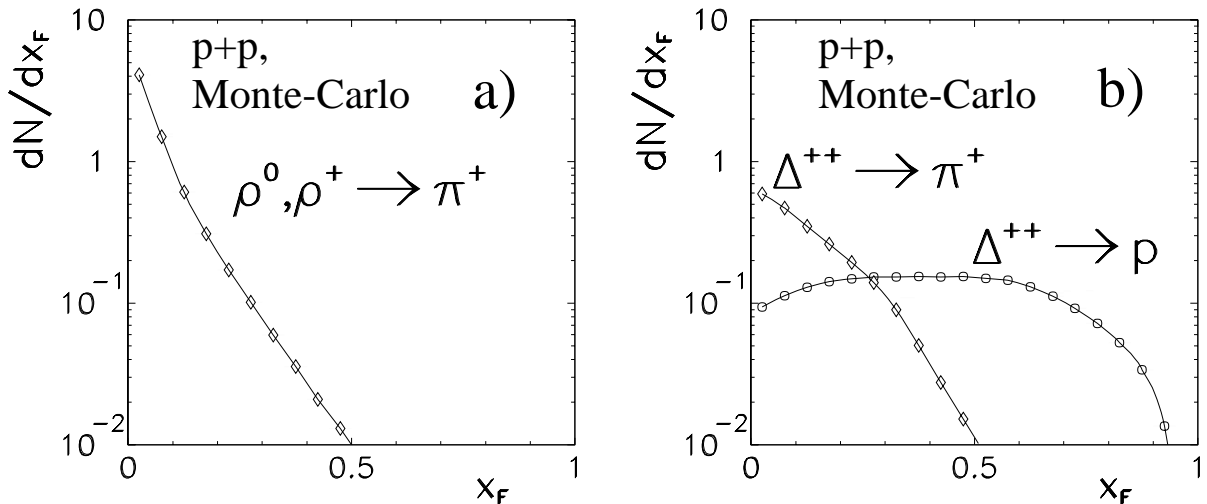 10
1
10⁻¹
10⁻²
dN/dx_F
p+p,
Monte-Carlo
a)
ρ⁰,ρ⁺ → π⁺
0
0.5
1
x_F
10
1
10⁻¹
10⁻²
dN/dx_F
p+p,
Monte-Carlo
b)
Δ⁺⁺ → π⁺
Δ⁺⁺ → p
0
0.5
1
x_F